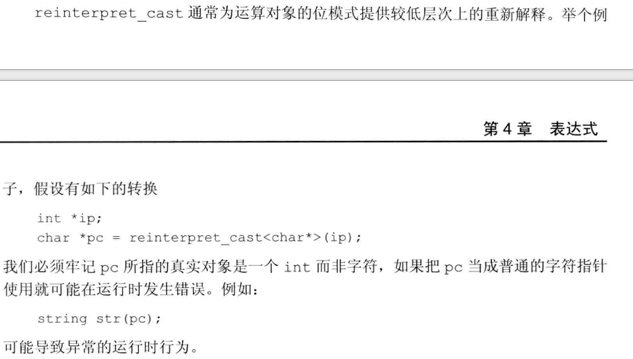 reinterpret_cast 通常为运算对象的位模式提供较低层次上的重新解释。举个例
第 4 章 表达式
子，假设有如下的转换
int *ip;
char *pc = reinterpret_cast<char*>(ip);
我们必须牢记 pc 所指的真实对象是一个 int 而非字符，如果把 pc 当成普通的字符指针
使用就可能在运行时发生错误。例如：
string str(pc);
可能导致异常的运行时行为。